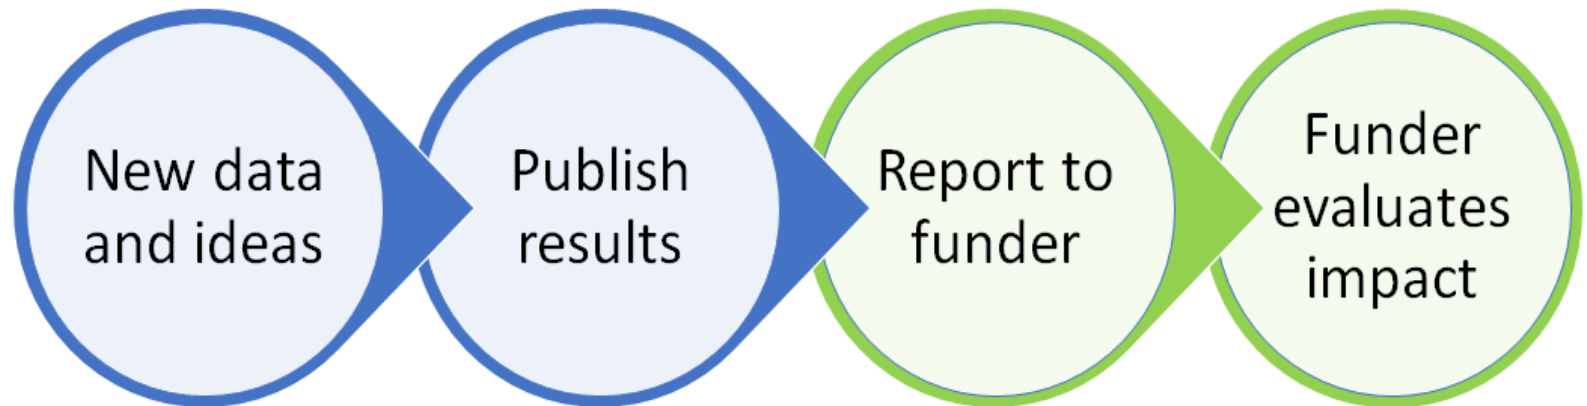 New data
and ideas
Publish
results
Report to
funder
Funder
evaluates
impact